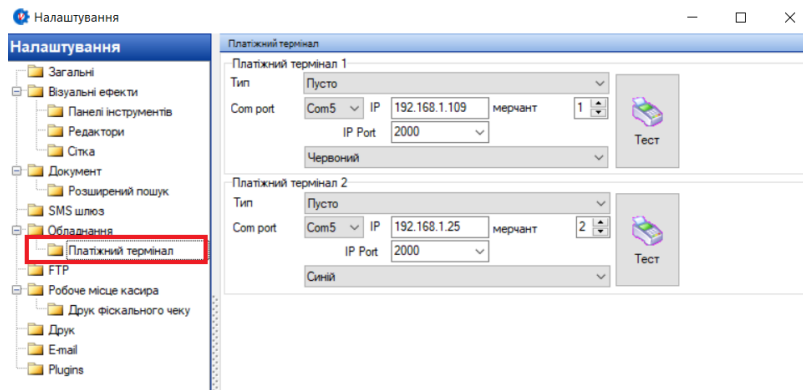 Налаштування
Налаштування
Загальні
Візуальні ефекти
Панелі інструментів
Редактори
Сітка
Документ
Розширений пошук
SMS шлюз
Обладнання
Платіжний термінал
FTP
Робоче місце касира
Друк фіскального чеку
Друк
E-mail
Plugins
Платіжний термінал
Платіжний термінал 1
Тип Пусто
Com port Com5 IP 192.168.1.109 мерчант 1
IP Port 2000
Червоний
Тест
Платіжний термінал 2
Тип Пусто
Com port Com5 IP 192.168.1.25 мерчант 2
IP Port 2000
Синій
Тест